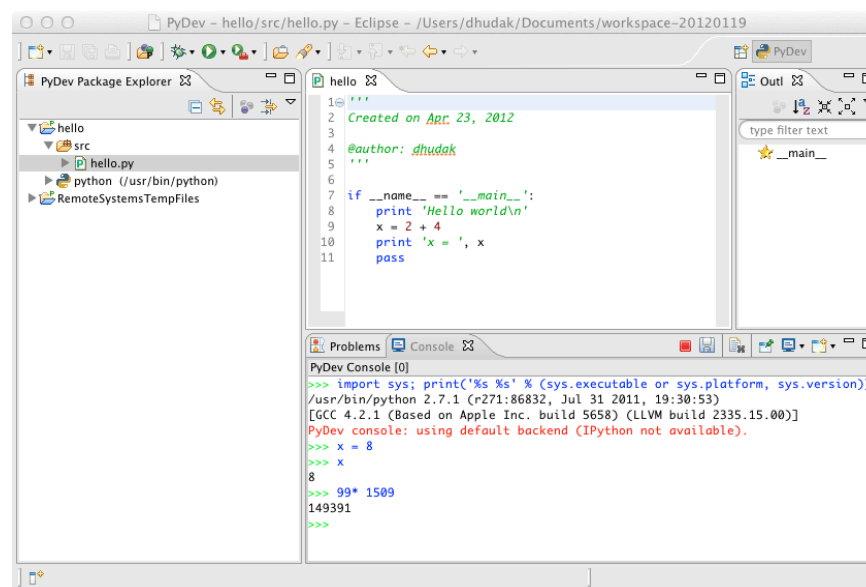 PyDev - hello/src/hello.py - Eclipse - /Users/dhudak/Documents/workspace-20120119
PyDev
PyDev Package Explorer
hello
src
hello.py
python (/usr/bin/python)
RemoteSystemsTempFiles
hello
1 '''
2 Created on Apr 23, 2012
3
4 @author: dhudak
5 '''
6
7 if __name__ == '__main__':
8     print 'Hello world\n'
9     x = 2 + 4
10     print 'x = ', x
11     pass
Outl
type filter text
__main__
Problems Console
PyDev Console [0]
>>> import sys; print('%s %s' % (sys.executable or sys.platform, sys.version))
/usr/bin/python 2.7.1 (r271:86832, Jul 31 2011, 19:30:53)
[GCC 4.2.1 (Based on Apple Inc. build 5658) (LLVM build 2335.15.00)]
PyDev console: using default backend (IPython not available).
>>> x = 8
>>> x
8
>>> 99* 1509
149391
>>>